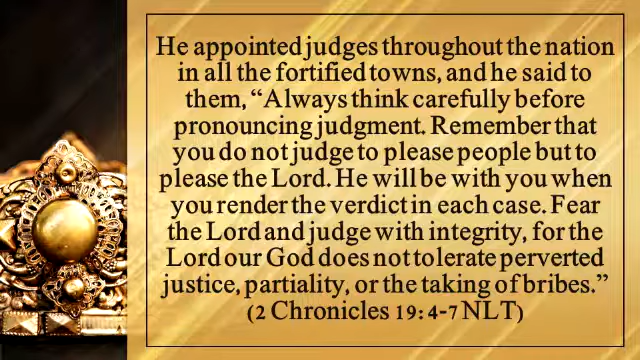 He appointed judges throughout the nation
in all the fortified towns, and he said to
them, “Always think carefully before
pronouncing judgment. Remember that
you do not judge to please people but to
please the Lord. He will be with you when
you render the verdict in each case. Fear
the Lord and judge with integrity, for the
Lord our God does not tolerate perverted
justice, partiality, or the taking of bribes.”
(2 Chronicles 19:4-7 NLT)